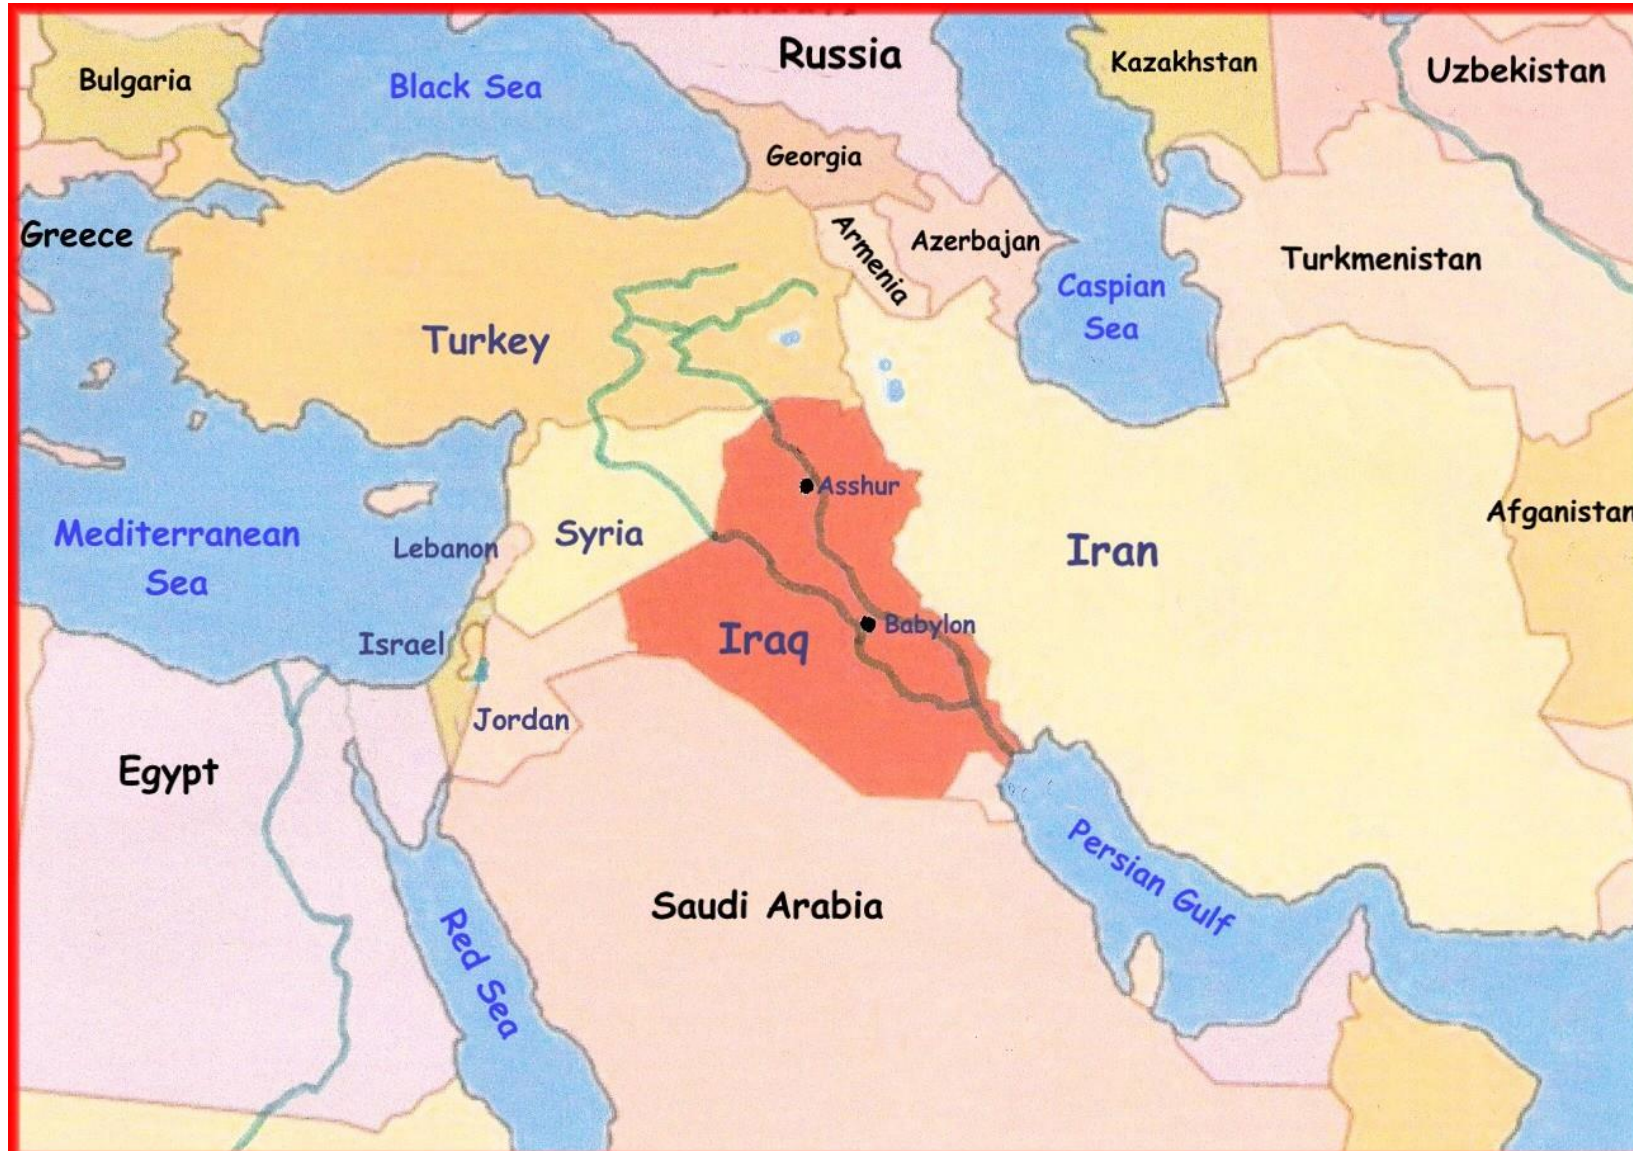 Russia
Kazakhstan
Uzbekistan
Bulgaria
Black Sea
Georgia
Greece
Armenia
Azerbajan
Turkmenistan
Caspian
Sea
Turkey
Asshur
Afganistan
Mediterranean
Sea
Lebanon
Syria
Iran
Israel
Iraq
Babylon
Jordan
Egypt
Persian Gulf
Saudi Arabia
Red Sea